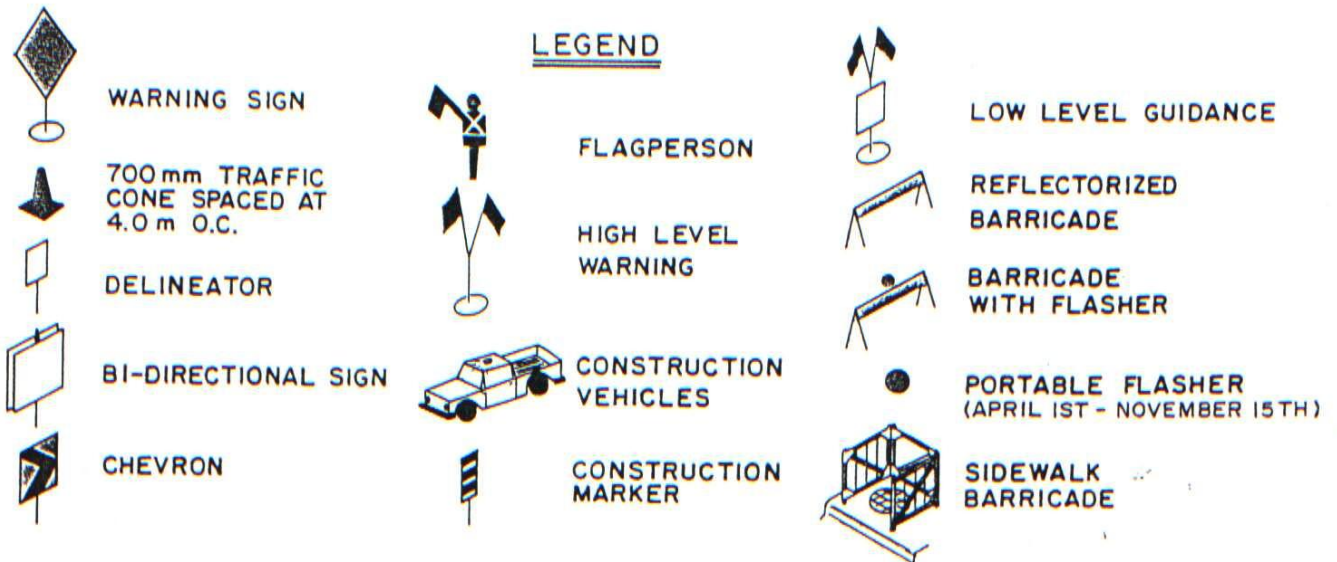 LEGEND
WARNING SIGN
700 mm TRAFFIC
CONE SPACED AT
4.0 m O.C.
DELINEATOR
BI-DIRECTIONAL SIGN
CHEVRON
FLAGPERSON
HIGH LEVEL
WARNING
CONSTRUCTION
VEHICLES
CONSTRUCTION
MARKER
LOW LEVEL GUIDANCE
REFLECTORIZED
BARRICADE
BARRICADE
WITH FLASHER
PORTABLE FLASHER
(APRIL 1ST - NOVEMBER 15TH)
SIDEWALK
BARRICADE